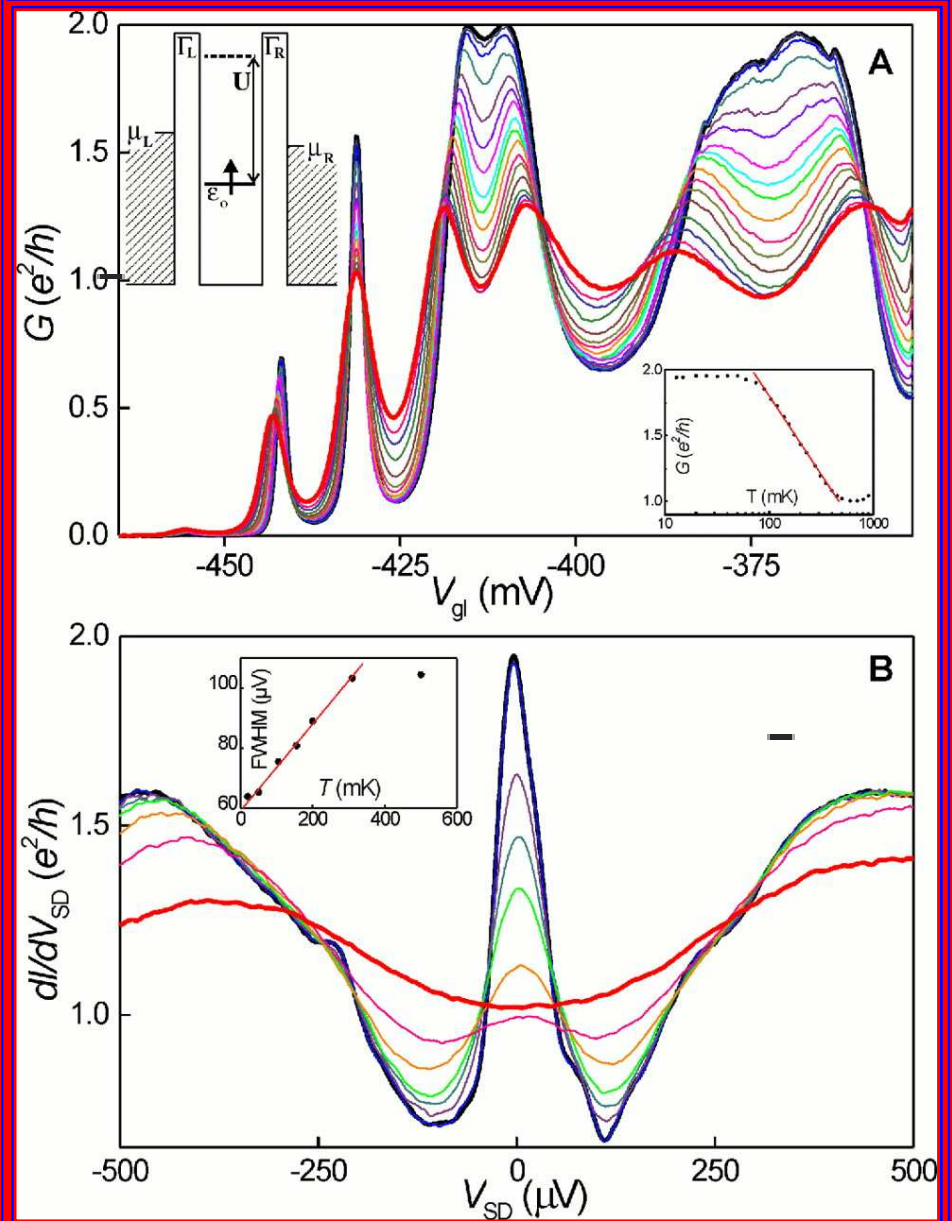 2.0
1.5
1.0
0.5
0.0
G (e²/h)
A
Γ_L
Γ_R
U
μ_L
μ_R
ε_o
2.0
1.5
1.0
G (e²/h)
10
100
1000
T (mK)
-450
-425
-400
-375
V_gl (mV)
2.0
1.5
1.0
dI/dV_SD (e²/h)
B
100
80
60
FWHM (μV)
T (mK)
0
200
400
600
-500
-250
0
250
500
V_SD (μV)